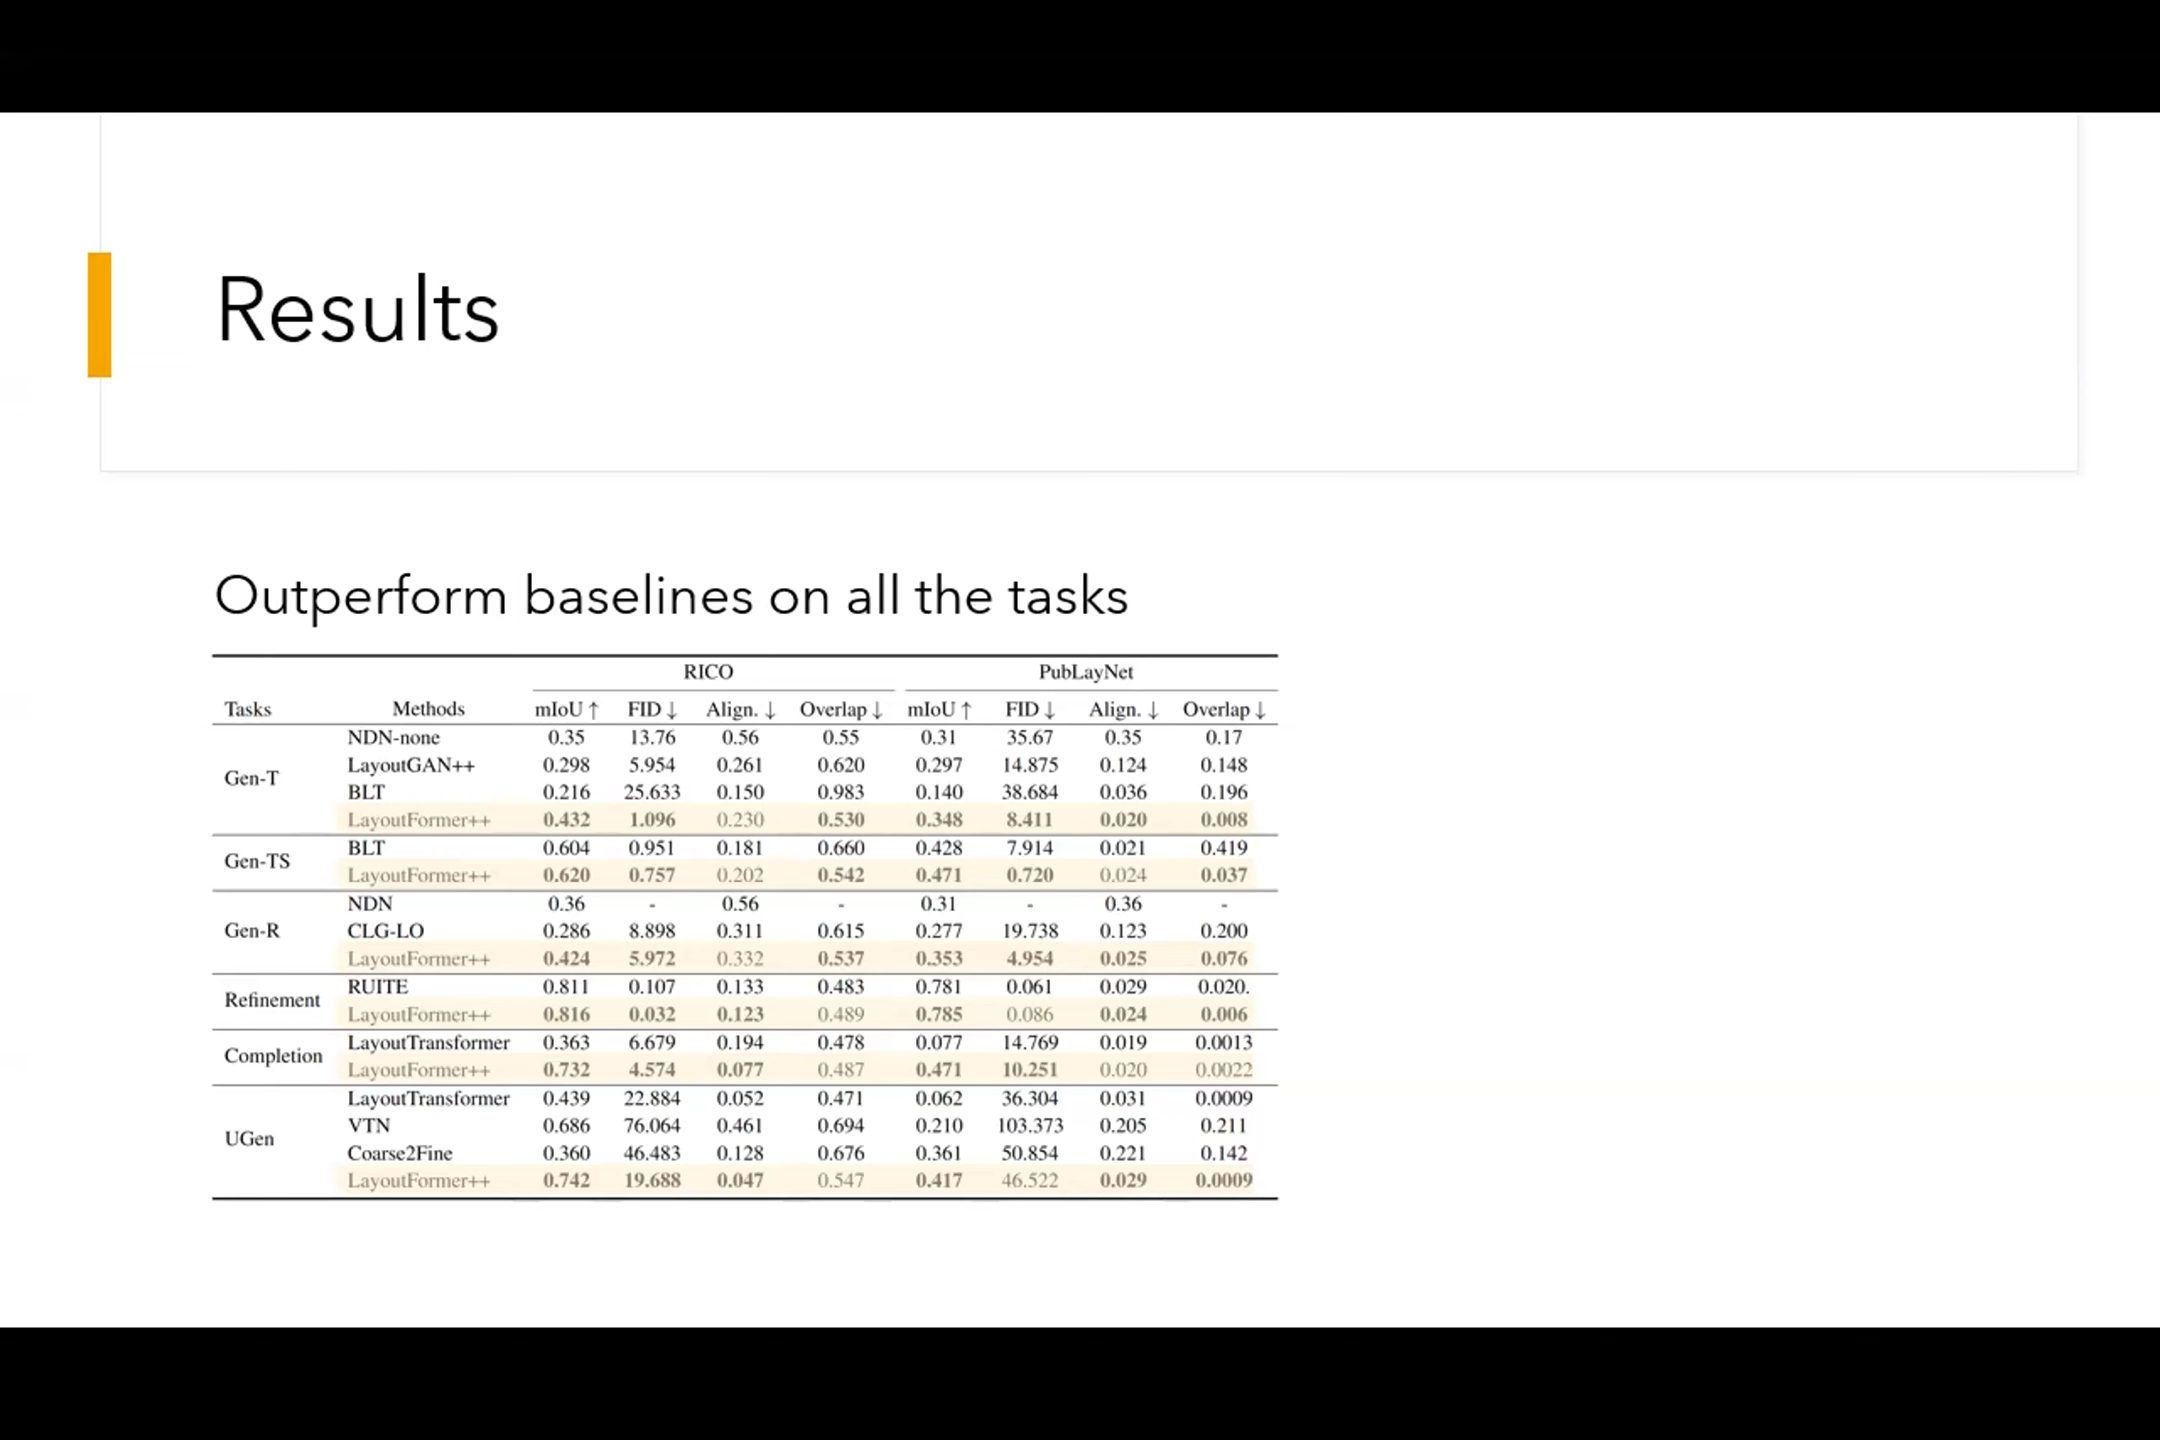 Results
Outperform baselines on all the tasks
RICO PubLayNet
Tasks Methods mIoU ↑ FID ↓ Align. ↓ Overlap ↓ mIoU ↑ FID ↓ Align. ↓ Overlap ↓
NDN-none 0.35 13.76 0.56 0.55 0.31 35.67 0.35 0.17
Gen-T
LayoutGAN++ 0.298 5.954 0.261 0.620 0.297 14.875 0.124 0.148
BLT 0.216 25.633 0.150 0.983 0.140 38.684 0.036 0.196
LayoutFormer++ 0.432 1.096 0.230 0.530 0.348 8.411 0.020 0.008
Gen-TS
BLT 0.604 0.951 0.181 0.660 0.428 7.914 0.021 0.419
LayoutFormer++ 0.620 0.757 0.202 0.542 0.471 0.720 0.024 0.037
NDN 0.36 - 0.56 - 0.31 - 0.36 -
Gen-R CLG-LO 0.286 8.898 0.311 0.615 0.277 19.738 0.123 0.200
LayoutFormer++ 0.424 5.972 0.332 0.537 0.353 4.954 0.025 0.076
Refinement
RUITE 0.811 0.107 0.133 0.483 0.781 0.061 0.029 0.020.
LayoutFormer++ 0.816 0.032 0.123 0.489 0.785 0.086 0.024 0.006
Completion
LayoutTransformer 0.363 6.679 0.194 0.478 0.077 14.769 0.019 0.0013
LayoutFormer++ 0.732 4.574 0.077 0.487 0.471 10.251 0.020 0.0022
UGen
LayoutTransformer 0.439 22.884 0.052 0.471 0.062 36.304 0.031 0.0009
VTN 0.686 76.064 0.461 0.694 0.210 103.373 0.205 0.211
Coarse2Fine 0.360 46.483 0.128 0.676 0.361 50.854 0.221 0.142
LayoutFormer++ 0.742 19.688 0.047 0.547 0.417 46.522 0.029 0.0009